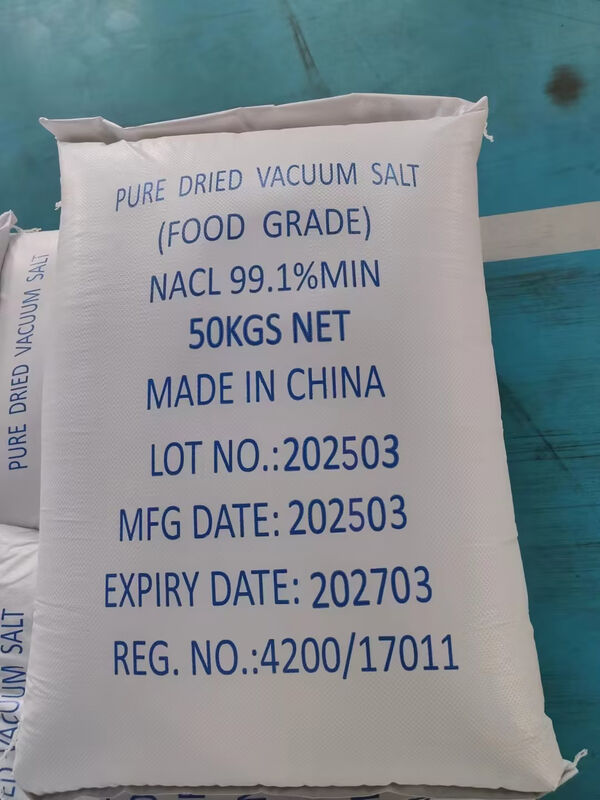 PURE DRIED VACUUM SALT
(FOOD GRADE)
NACL 99.1%MIN
50KGS NET
MADE IN CHINA
LOT NO.:202503
MFG DATE: 202503
EXPIRY DATE: 202703
REG. NO.:4200/17011
PURE DRIED VACUUM SALT
VACUUM SALT